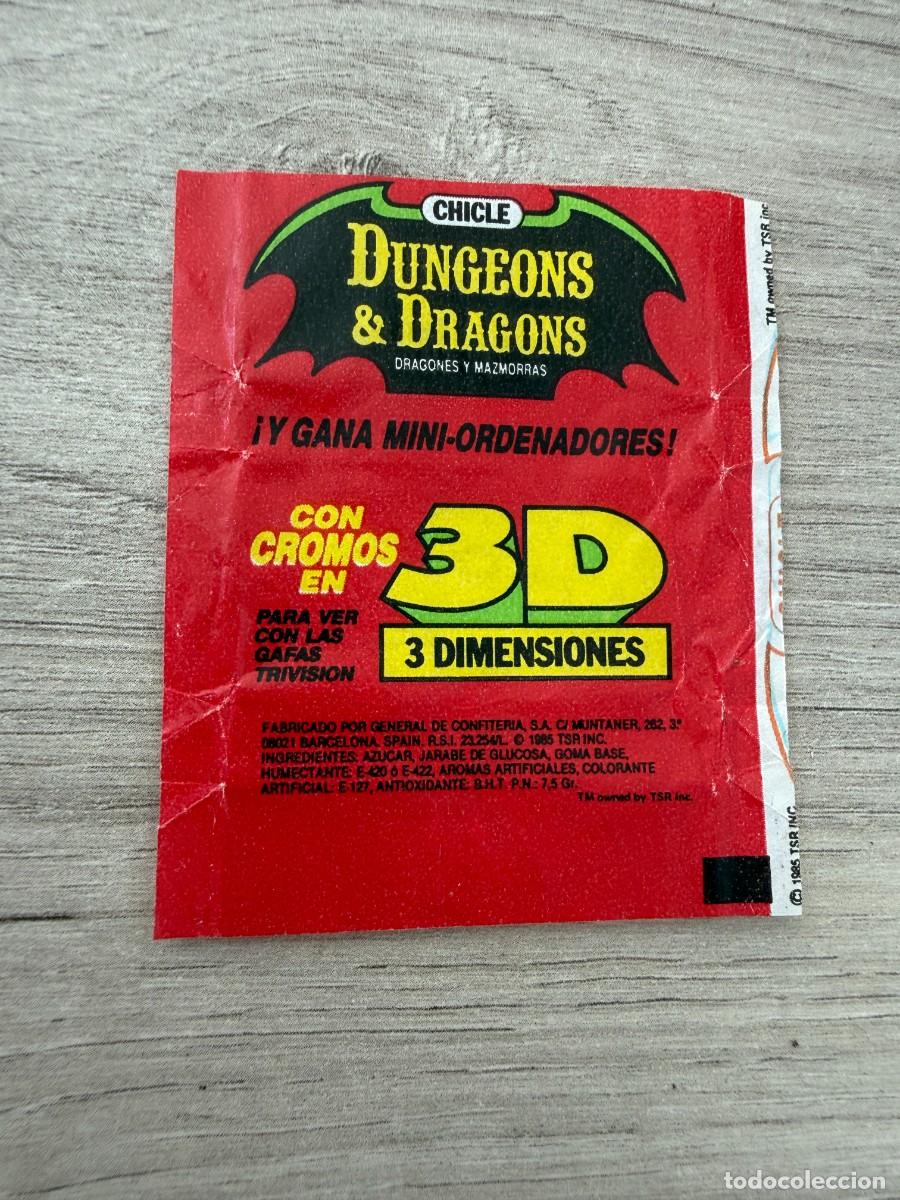 CHICLE
DUNGEONS
& DRAGONS
DRAGONES Y MAZMORRAS
¡Y GANA MINI-ORDENADORES!
CON
CROMOS
EN
3D
PARA VER
CON LAS
GAFAS
TRIVISION
3 DIMENSIONES
FABRICADO POR GENERAL DE CONFITERIA, S.A. C/ MUNTANER, 262, 3º
08021 BARCELONA. SPAIN. R.S.I. 23.254/L. © 1985 TSR INC.
INGREDIENTES: AZUCAR, JARABE DE GLUCOSA, GOMA BASE,
HUMECTANTE: E-420 ó E-422, AROMAS ARTIFICIALES, COLORANTE
ARTIFICIAL: E-127, ANTIOXIDANTE: B.H.T. P.N.: 7,5 Gr.
TM owned by TSR Inc.
TM owned by TSR Inc
(C) 1985 TSR INC
todocoleccion